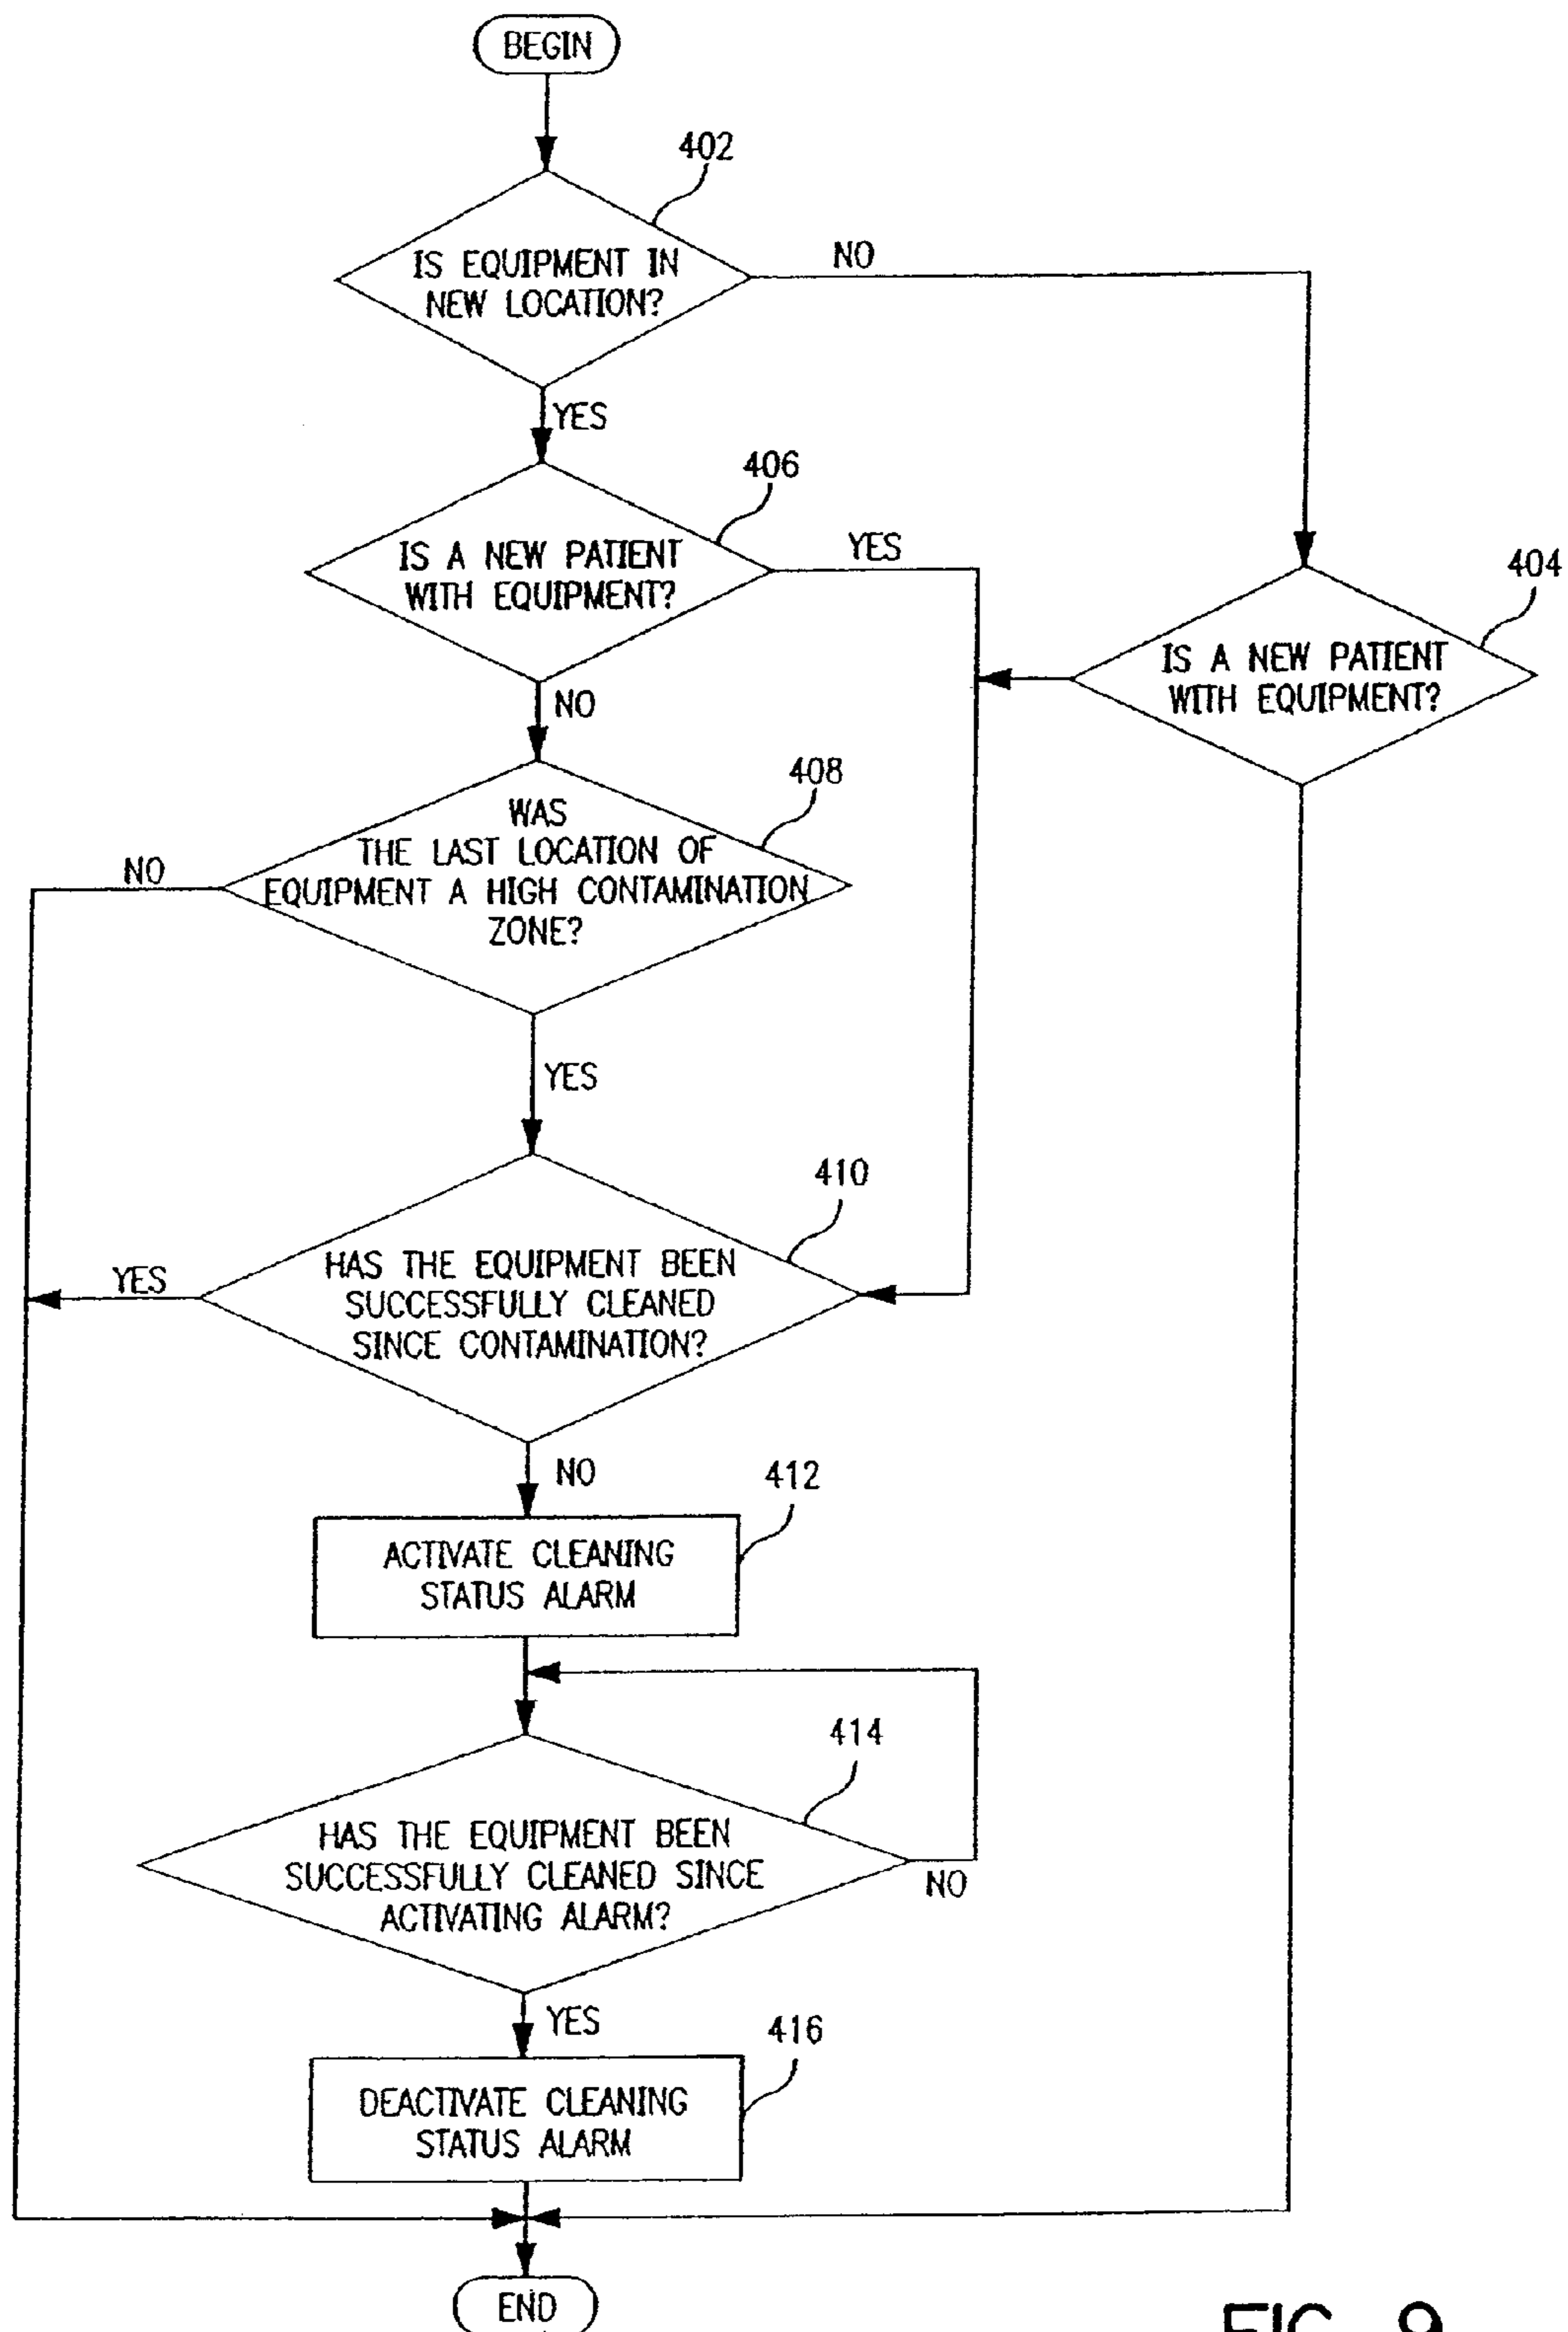 BEGIN
402
IS EQUIPMENT IN
NEW LOCATION?
NO
YES
406
IS A NEW PATIENT
WITH EQUIPMENT?
YES
404
IS A NEW PATIENT
WITH EQUIPMENT?
NO
408
WAS
THE LAST LOCATION OF
EQUIPMENT A HIGH CONTAMINATION
ZONE?
NO
YES
410
HAS THE EQUIPMENT BEEN
SUCCESSFULLY CLEANED
SINCE CONTAMINATION?
YES
NO
412
ACTIVATE CLEANING
STATUS ALARM
414
HAS THE EQUIPMENT BEEN
SUCCESSFULLY CLEANED SINCE
ACTIVATING ALARM?
NO
YES
416
DEACTIVATE CLEANING
STATUS ALARM
END
FIG. 9